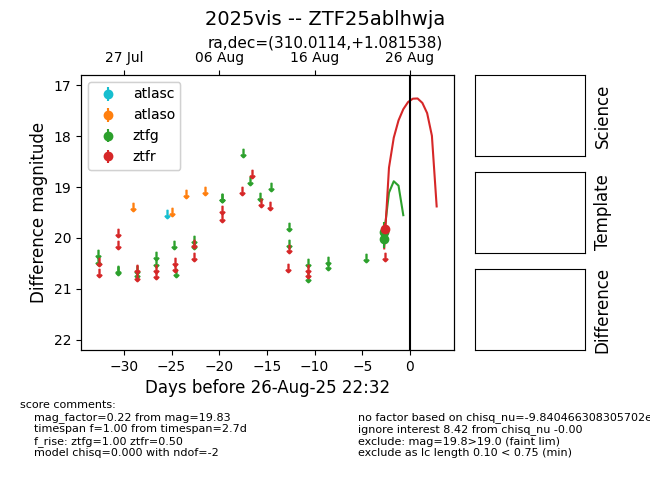 2025vis -- ZTF25ablhwja
ra,dec=(310.0114,+1.081538)
27 Jul 06 Aug 16 Aug 26 Aug
17
18
19
20
21
22
Difference magnitude
atlasc
atlaso
ztfg
ztfr
−30 −25 −20 −15 −10 −5 0
Days before 26-Aug-25 22:32
Science
Template
Difference
score comments:
mag_factor=0.22 from mag=19.83
timespan f=1.00 from timespan=2.7d
f_rise: ztfg=1.00 ztfr=0.50
model chisq=0.000 with ndof=-2
no factor based on chisq_nu=-9.840466308305702e
ignore interest 8.42 from chisq_nu -0.00
exclude: mag=19.8>19.0 (faint lim)
exclude as lc length 0.10 < 0.75 (min)